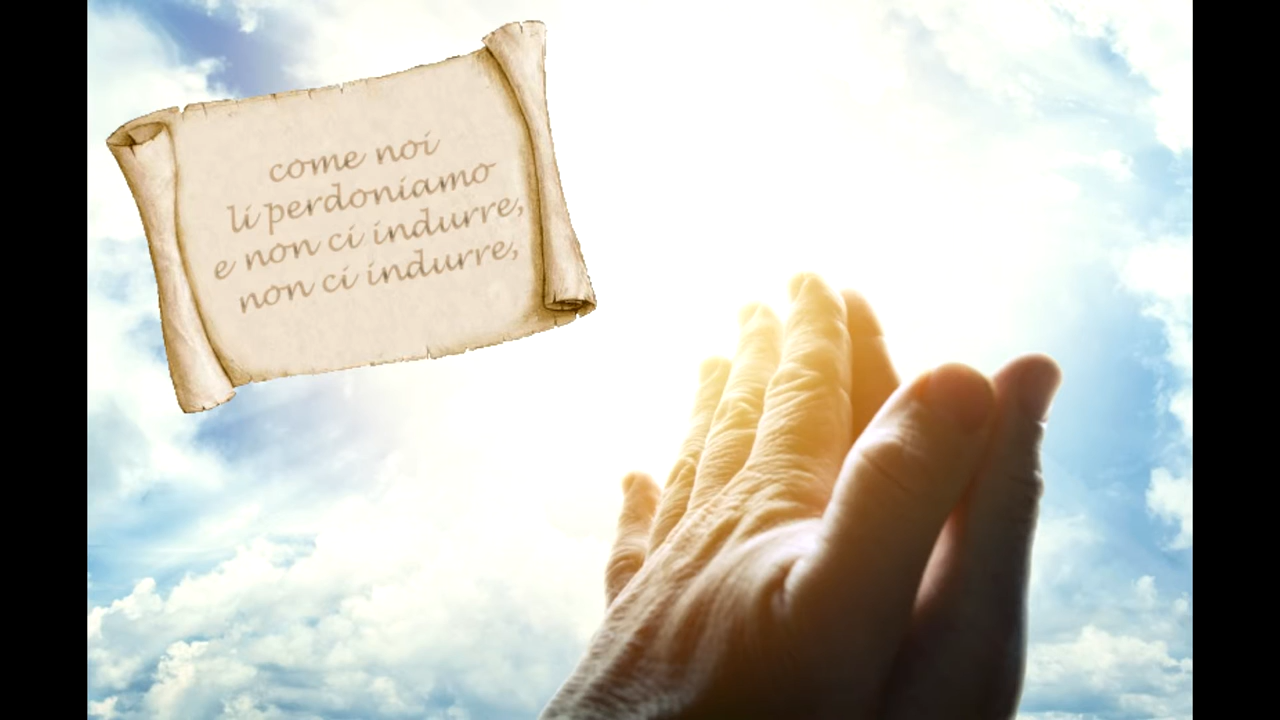 come noi
li perdoniamo
e non ci indurre,
non ci indurre,